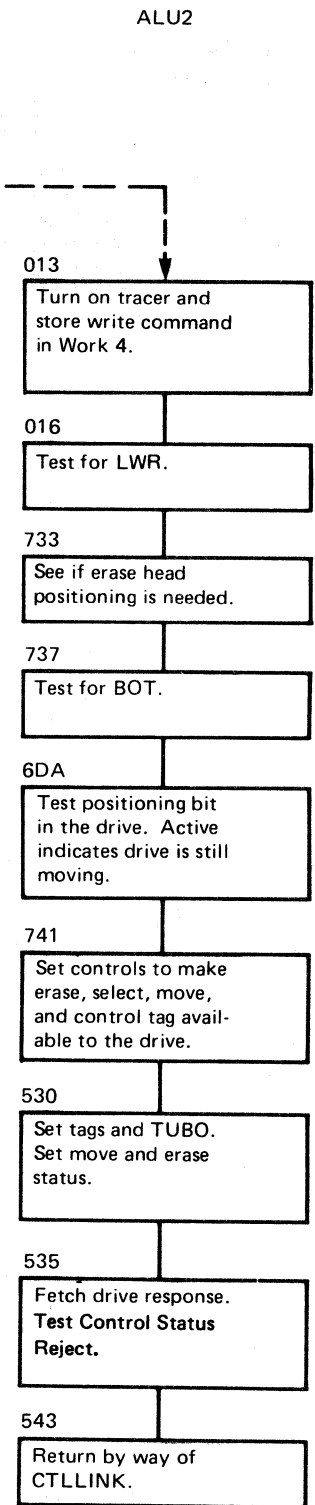 ALU2
013
Turn on tracer and
store write command
in Work 4.
016
Test for LWR.
733
See if erase head
positioning is needed.
737
Test for BOT.
6DA
Test positioning bit
in the drive. Active
indicates drive is still
moving.
741
Set controls to make
erase, select, move,
and control tag avail-
able to the drive.
530
Set tags and TUBO.
Set move and erase
status.
535
Fetch drive response.
Test Control Status
Reject.
543
Return by way of
CTLLINK.